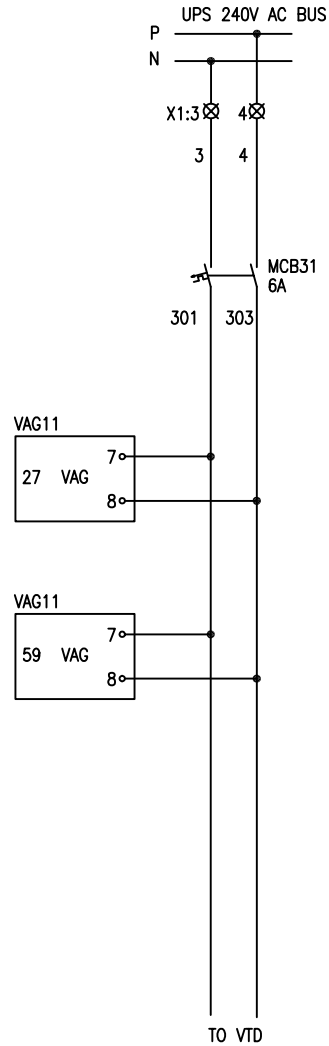 UPS 240V AC BUS
P
N
X1:3 4
3 4
MCB31
6A
301 303
VAG11
7
27 VAG
8
VAG11
7
59 VAG
8
TO VTD